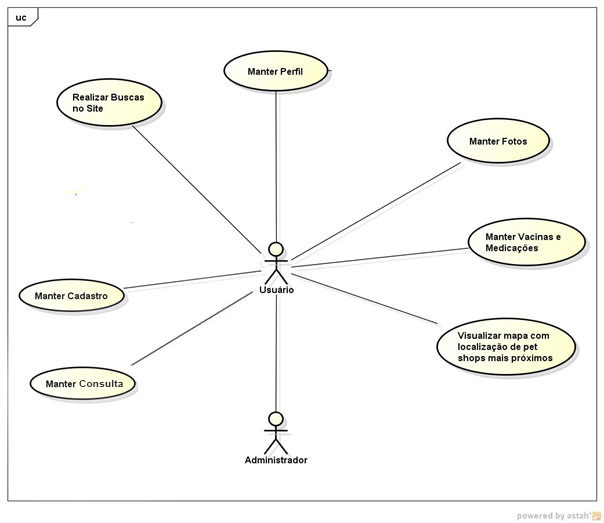 uc
Manter Perfil
Realizar Buscas
no Site
Manter Fotos
Manter Vacinas e
Medicações
Usuário
Manter Cadastro
Visualizar mapa com
localização de pet
shops mais próximos
Manter Consulta
Administrador
powered by astah*